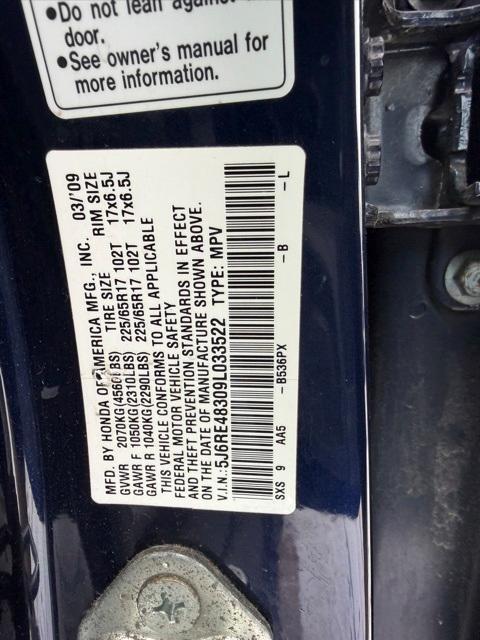 •Do not lean against
door.
•See owner's manual for
more information.
MFD. BY HONDA OF AMERICA MFG., INC. 03/'09
TIRE SIZE RIM SIZE
GVWR 2070KG(4560LBS)
GAWR F 1050KG(2310LBS) 225/65R17 102T 17x6.5J
GAWR R 1040KG(2290LBS) 225/65R17 102T 17x6.5J
THIS VEHICLE CONFORMS TO ALL APPLICABLE
FEDERAL MOTOR VEHICLE SAFETY
AND THEFT PREVENTION STANDARDS IN EFFECT
ON THE DATE OF MANUFACTURE SHOWN ABOVE.
V.I.N.:5J6RE48309L033522 TYPE: MPV
SXS 9 AA5 -B536PX -B -L